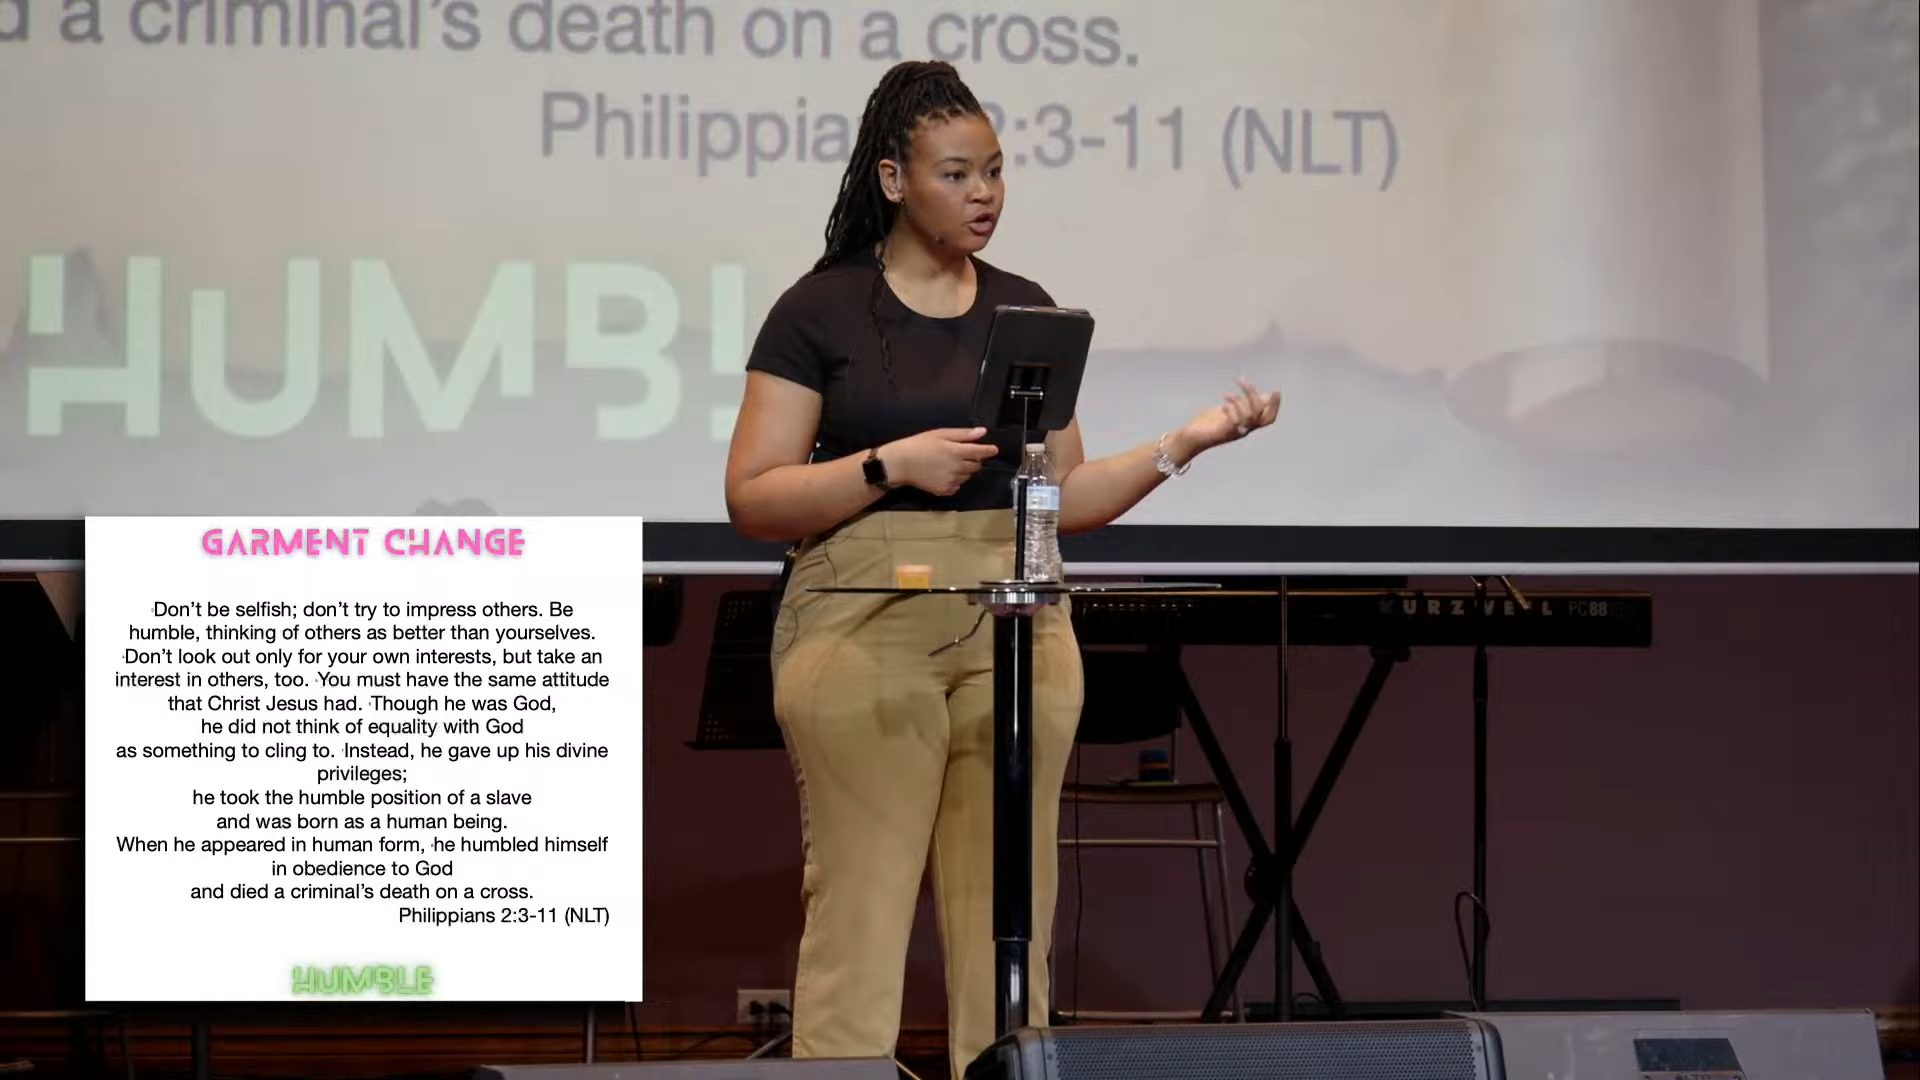 d a criminal's death on a cross.
Philippia 2:3-11 (NLT)
HUMBL
GARMENT CHANGE
Don't be selfish; don't try to impress others. Be
humble, thinking of others as better than yourselves.
Don't look out only for your own interests, but take an
interest in others, too. You must have the same attitude
that Christ Jesus had. Though he was God,
he did not think of equality with God
as something to cling to. Instead, he gave up his divine
privileges;
he took the humble position of a slave
and was born as a human being.
When he appeared in human form, he humbled himself
in obedience to God
and died a criminal's death on a cross.
Philippians 2:3-11 (NLT)
HUMBLE
KURZWEIL PC88